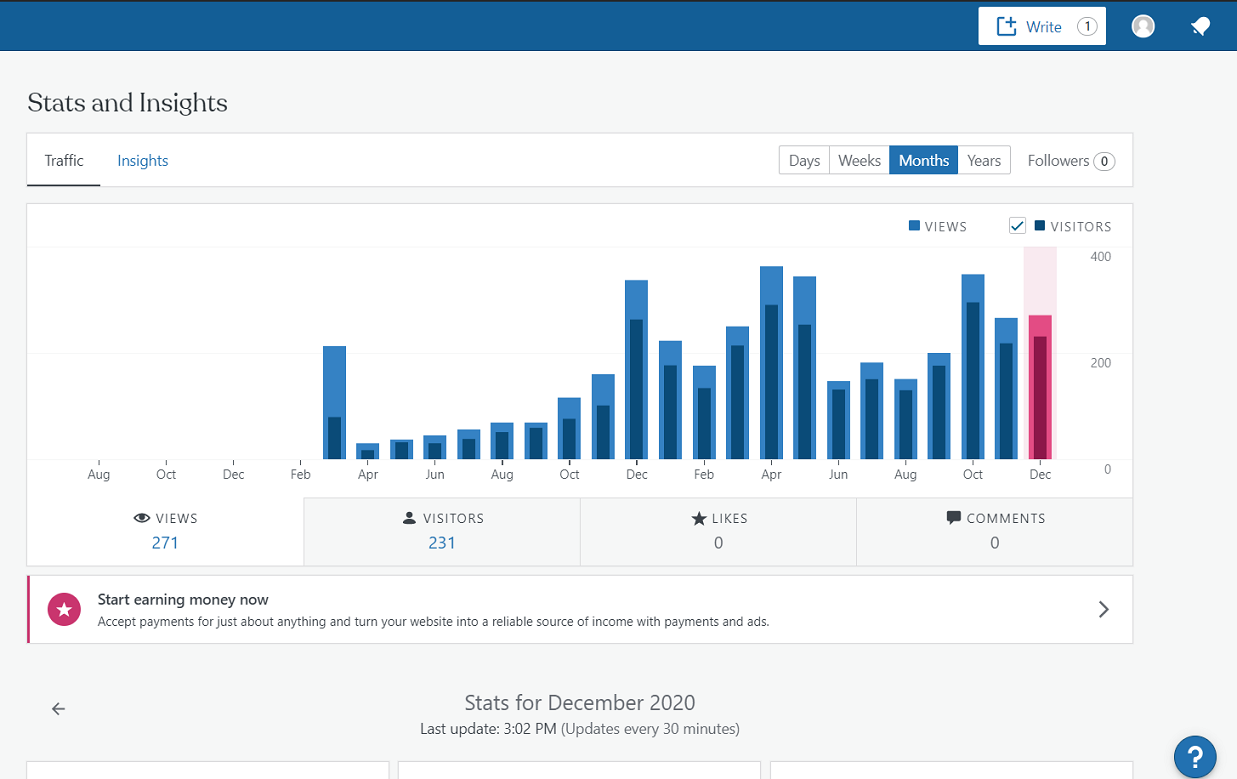 Write 1
Stats and Insights
Traffic Insights Days Weeks Months Years Followers 0
VIEWS VISITORS
400
200
0
Aug Oct Dec Feb Apr Jun Aug Oct Dec Feb Apr Jun Aug Oct Dec
VIEWS VISITORS LIKES COMMENTS
271 231 0 0
Start earning money now
Accept payments for just about anything and turn your website into a reliable source of income with payments and ads.
Stats for December 2020
Last update: 3:02 PM (Updates every 30 minutes)
?